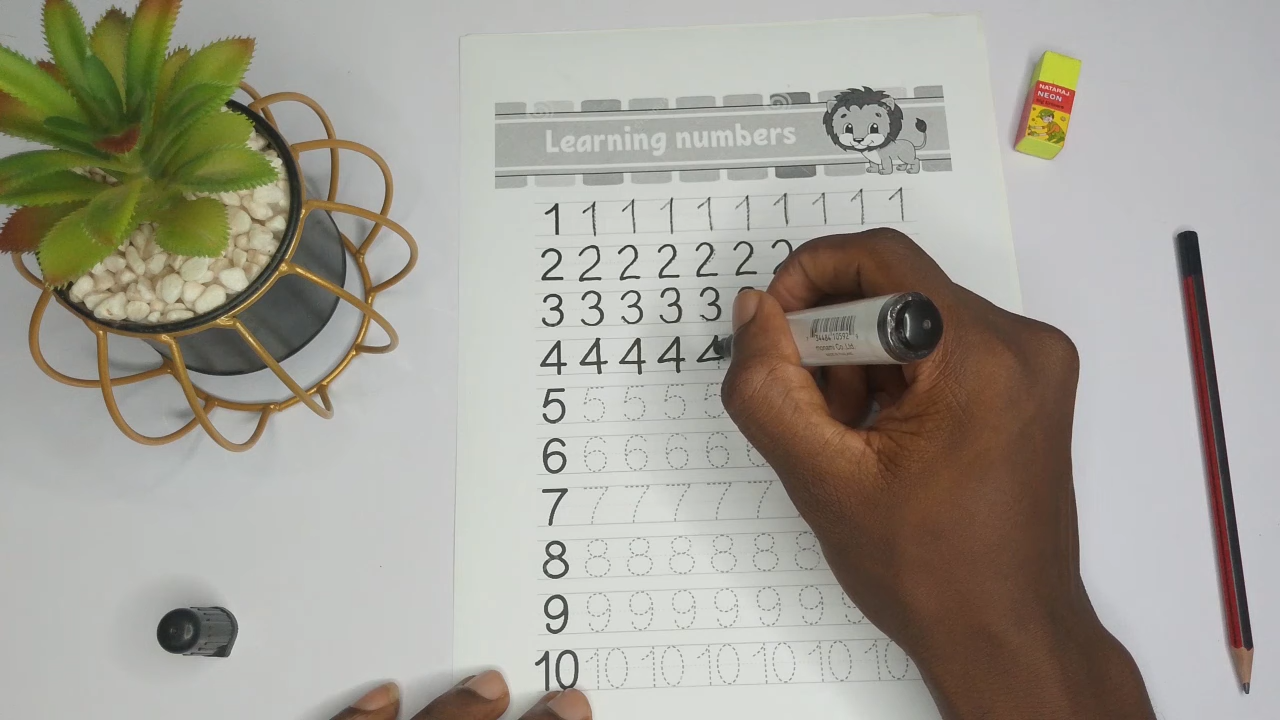 Learning numbers
NATARAJ
NEON
1 1 1 1 1 1 1 1 1 1
2 2 2 2 2 2 2
3 3 3 3 3
4 4 4 4 4
5 5 5 5 5
6 6 6 6 6
7 7 7 7 7 7
8 8 8 8 8 8 8
9 9 9 9 9 9 9
10 10 10 10 10 10 10